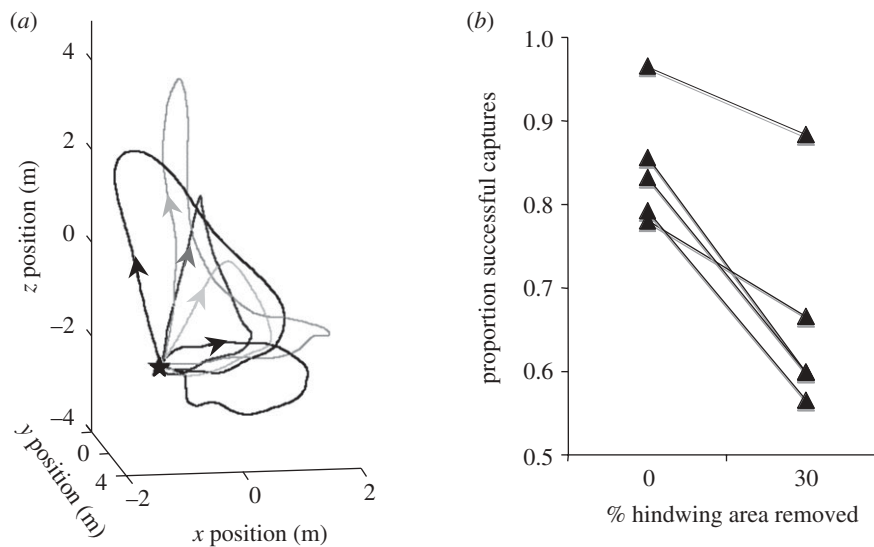 (a)
4
2
0
−2
−4
z position (m)
0
4
y position (m)
−2
0
2
x position (m)
(b)
1.0
0.9
0.8
0.7
0.6
0.5
proportion successful captures
0
30
% hindwing area removed